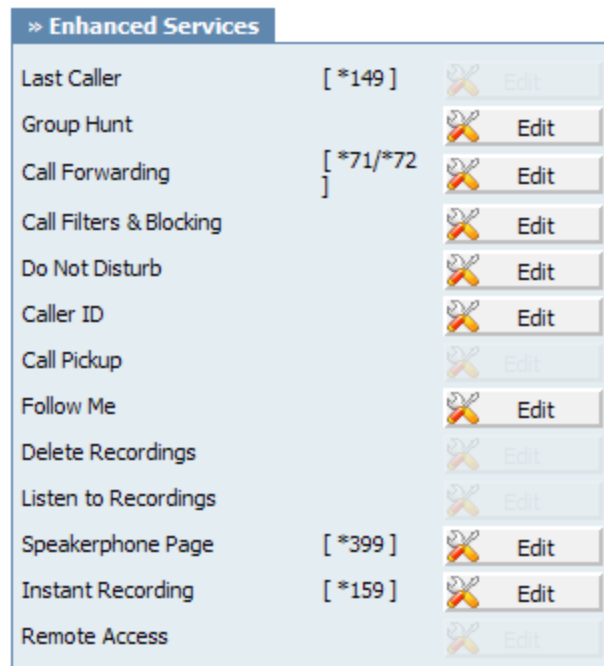 » Enhanced Services
Last Caller [ *149 ] Edit
Group Hunt Edit
Call Forwarding [ *71/*72 ] Edit
Call Filters & Blocking Edit
Do Not Disturb Edit
Caller ID Edit
Call Pickup Edit
Follow Me Edit
Delete Recordings Edit
Listen to Recordings Edit
Speakerphone Page [ *399 ] Edit
Instant Recording [ *159 ] Edit
Remote Access Edit